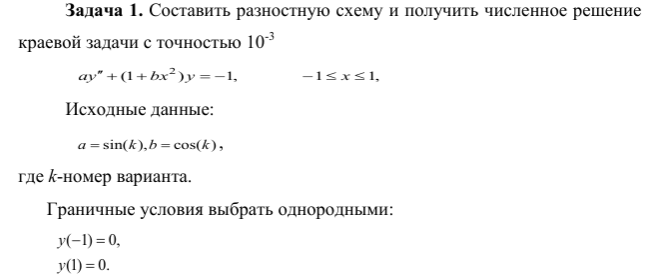 Задача 1. Составить разностную схему и получить численное решение
краевой задачи с точностью 10⁻³
ay″ + (1 + bx²)y = −1, −1 ≤ x ≤ 1,
Исходные данные:
a = sin(k), b = cos(k),
где k-номер варианта.
Граничные условия выбрать однородными:
y(−1) = 0,
y(1) = 0.